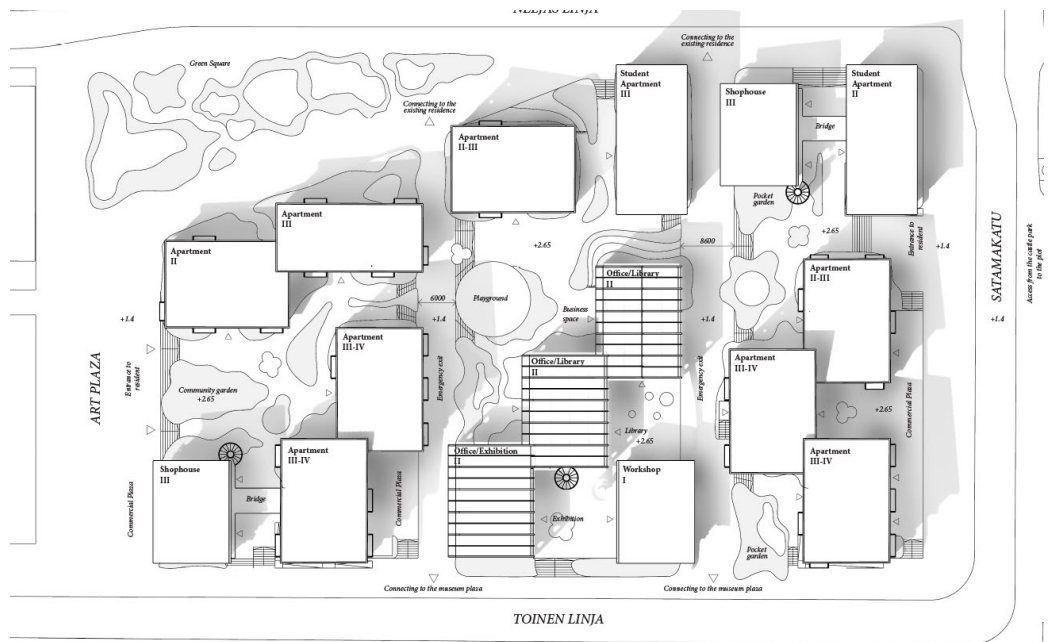 NELJÄS LINJA
Green Square
Connecting to the
existing residence
Connecting to the
existing residence
Student
Apartment
III
Shophouse
III
Student
Apartment
II
Bridge
Apartment
II-III
Pocket
garden
Apartment
III
Apartment
II
+2.65
8600
+2.65
Entrance to
resident
+1.4
SATAMAKATU
Access from the castle park
to the plot
+1.4
Office/Library
II
Apartment
II-III
Playground
6000
Business
space
+1.4
+1.4
+1.4
Emergency exit
Emergency exit
Apartment
III-IV
Apartment
III-IV
Office/Library
II
ART PLAZA
Entrance to
resident
Community garden
+2.65
Library
+2.65
+2.65
Commercial Plaza
Apartment
III-IV
Apartment
III-IV
Office/Exhibition
II
Shophouse
III
Workshop
I
Bridge
Commercial Plaza
Commercial Plaza
Exhibition
Pocket
garden
Connecting to the museum plaza
Connecting to the museum plaza
TOINEN LINJA